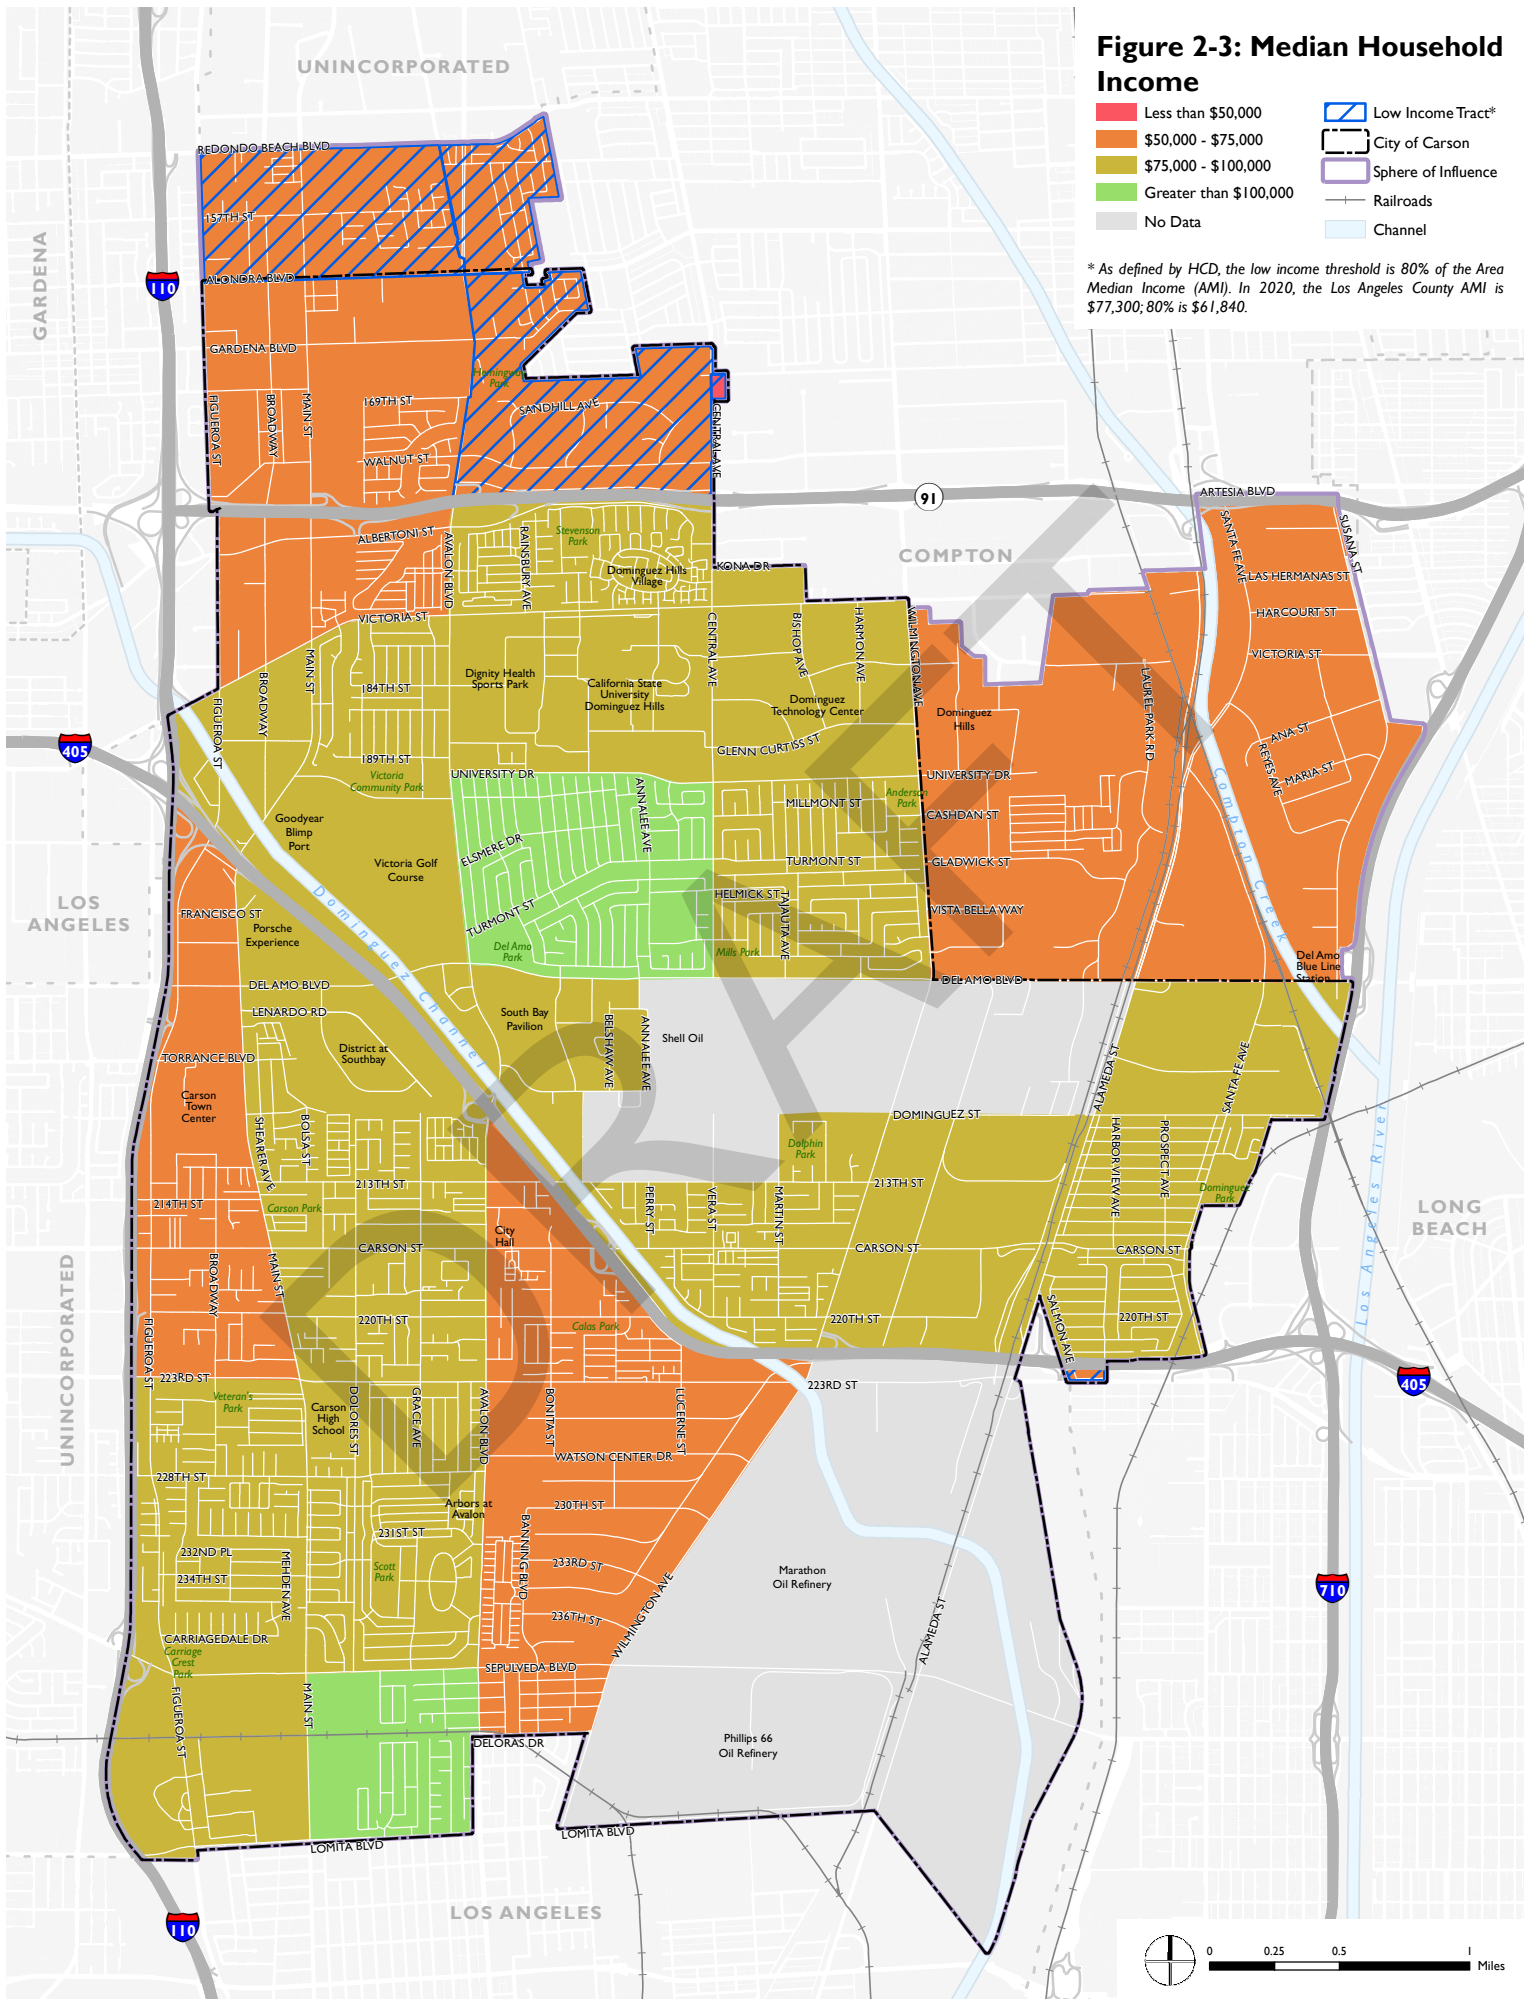 Figure 2-3: Median Household
Income
Less than $50,000
$50,000 - $75,000
$75,000 - $100,000
Greater than $100,000
No Data
Low Income Tract*
City of Carson
Sphere of Influence
Railroads
Channel
* As defined by HCD, the low income threshold is 80% of the Area
Median Income (AMI). In 2020, the Los Angeles County AMI is
$77,300; 80% is $61,840.
UNINCORPORATED
REDONDO BEACH BLVD
157TH ST
GARDENA
110
ALONDRA BLVD
GARDENA BLVD
Hemingway
Park
169TH ST
SANDHILL AVE
FIGUEROA ST
BROADWAY
MAIN ST
CENTRAL AVE
WALNUT ST
91
ARTESIA BLVD
ALBERTONI ST
AVALON BLVD
RAINSBURY AVE
Stevenson
Park
Dominguez Hills
Village
KONA DR
COMPTON
SANTA FE AVE
SUSANA ST
LAS HERMANAS ST
HARCOURT ST
VICTORIA ST
VICTORIA ST
CENTRAL AVE
BISHOP AVE
HARMON AVE
WILMINGTON AVE
MAIN ST
184TH ST
BROADWAY
FIGUEROA ST
Dignity Health
Sports Park
California State
University
Dominguez Hills
Dominguez
Technology Center
Dominguez
Hills
LAUREL PARK RD
405
189TH ST
Victoria
Community Park
UNIVERSITY DR
GLENN CURTISS ST
UNIVERSITY DR
ANA ST
REYES AVE
MARIA ST
Compton Creek
Goodyear
Blimp
Port
ANNALEE AVE
MILLMONT ST
Anderson
Park
CASHDAN ST
ELSMERE DR
Victoria Golf
Course
TURMONT ST
GLADWICK ST
LOS
ANGELES
Dominguez Channel
FRANCISCO ST
Porsche
Experience
TURMONT ST
HELMICK ST
TAJAUTA AVE
VISTA BELLA WAY
Del Amo
Park
Mills Park
Del Amo
Blue Line
Station
DEL AMO BLVD
DEL AMO BLVD
LENARDO RD
South Bay
Pavilion
BELSHAW AVE
ANNALEE AVE
Shell Oil
District at
Southbay
TORRANCE BLVD
ALAMEDA ST
SANTA FE AVE
Carson
Town
Center
SHEARER AVE
BOLSA ST
DOMINGUEZ ST
HARBOR VIEW AVE
PROSPECT AVE
Dolphin
Park
213TH ST
213TH ST
Dominguez
Park
Los Angeles River
LONG
BEACH
214TH ST
Carson Park
PERRY ST
VERA ST
MARTIN ST
City
Hall
CARSON ST
CARSON ST
CARSON ST
UNINCORPORATED
BROADWAY
MAIN ST
FIGUEROA ST
220TH ST
Calas Park
220TH ST
SALMON AVE
220TH ST
223RD ST
223RD ST
405
Veteran's
Park
Carson
High
School
DOLORES ST
GRACE AVE
AVALON BLVD
BONITA ST
LUCERNE ST
WATSON CENTER DR
228TH ST
Arbors at
Avalon
230TH ST
231ST ST
BANNING BLVD
232ND PL
234TH ST
MEHDEN AVE
Scott
Park
233RD ST
Marathon
Oil Refinery
710
236TH ST
WILMINGTON AVE
ALAMEDA ST
CARRIAGEDALE DR
Carriage
Crest
Park
SEPULVEDA BLVD
FIGUEROA ST
MAIN ST
DELORAS DR
Phillips 66
Oil Refinery
LOMITA BLVD
LOMITA BLVD
110
LOS ANGELES
0 0.25 0.5 1
Miles
DRAFT